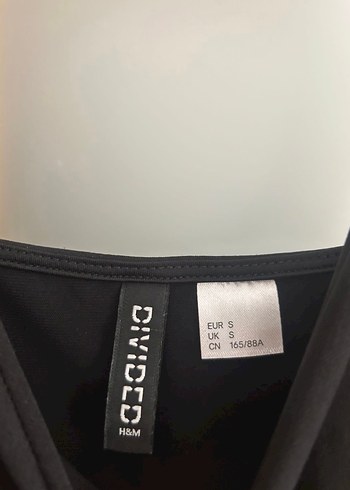 DIVIDED
H&M
EUR S
UK S
CN 165/88A